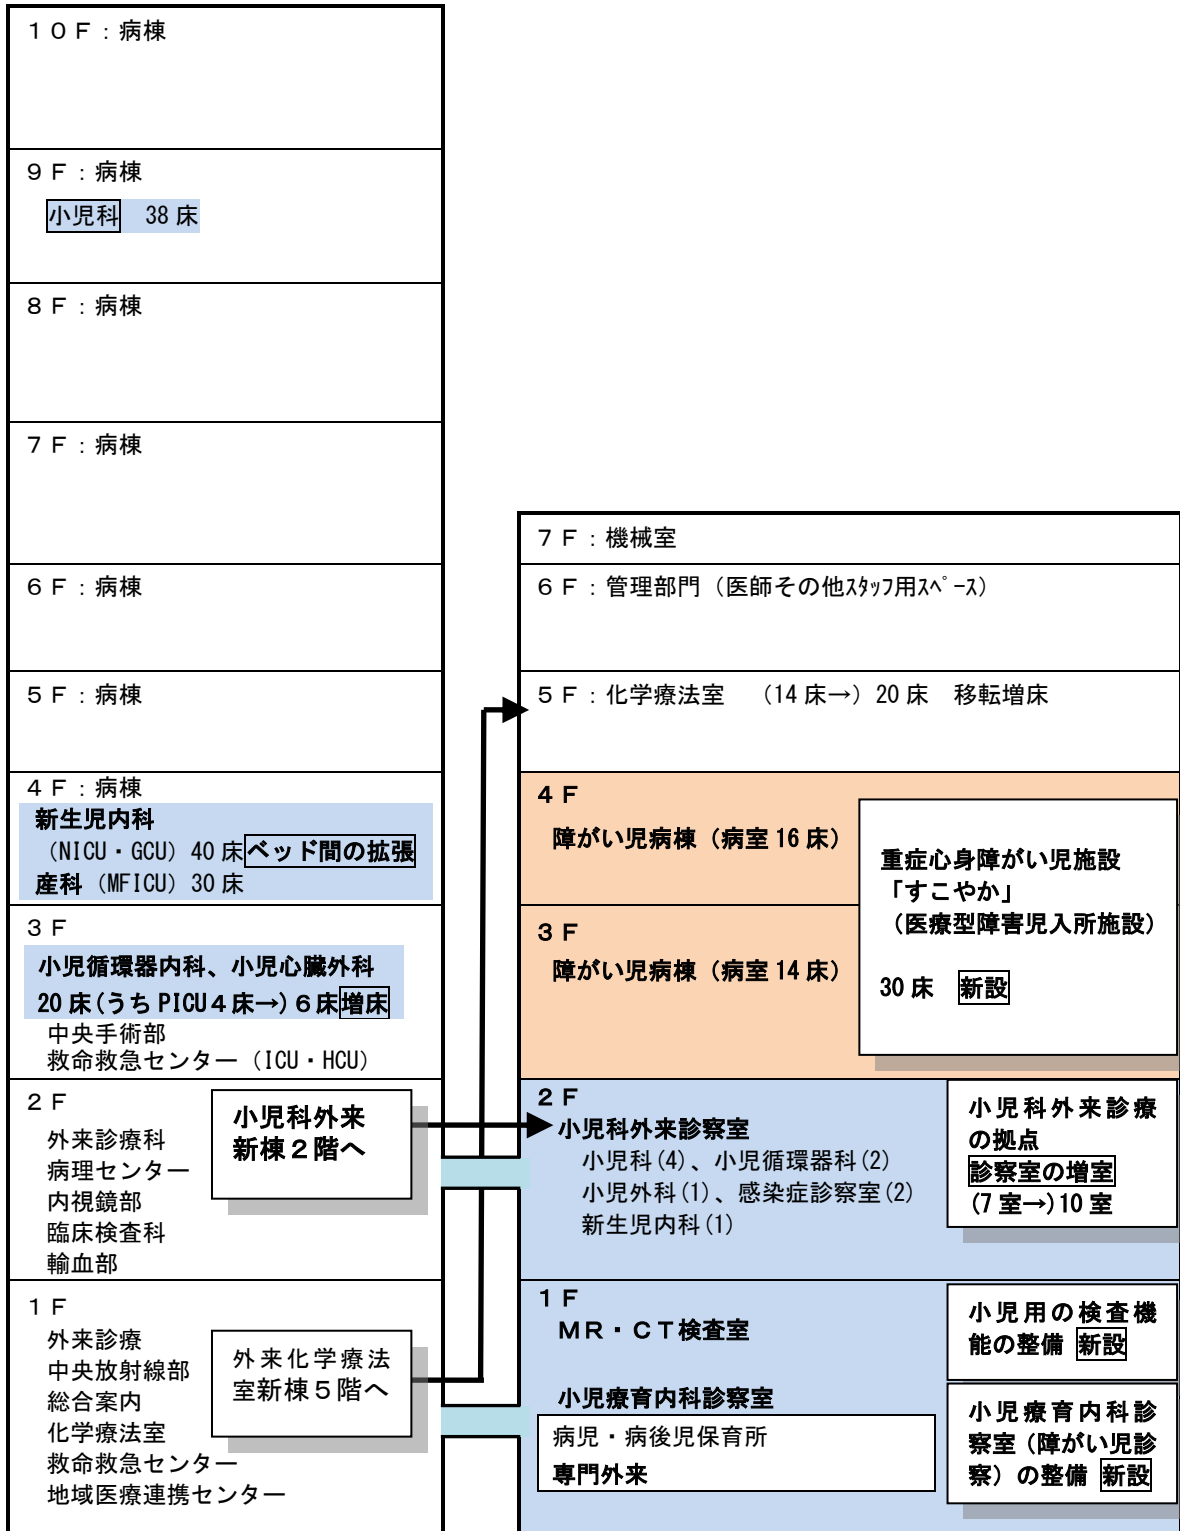 １０Ｆ：病棟
９Ｆ：病棟
小児科　38 床
８Ｆ：病棟
７Ｆ：病棟
６Ｆ：病棟
５Ｆ：病棟
４Ｆ：病棟
新生児内科
（NICU・GCU）40 床ベッド間の拡張
産科（MFICU）30 床
３Ｆ
小児循環器内科、小児心臓外科
20 床(うち PICU４床→)６床増床
中央手術部
救命救急センター（ICU・HCU）
２Ｆ
外来診療科
病理センター
内視鏡部
臨床検査科
輸血部
小児科外来
新棟２階へ
１Ｆ
外来診療
中央放射線部
総合案内
化学療法室
救命救急センター
地域医療連携センター
外来化学療法
室新棟５階へ
７Ｆ：機械室
６Ｆ：管理部門（医師その他ｽﾀｯﾌ用ｽﾍﾟｰｽ）
５Ｆ：化学療法室　（14 床→）20 床　移転増床
４Ｆ
障がい児病棟（病室 16 床）
３Ｆ
障がい児病棟（病室 14 床）
重症心身障がい児施設
「すこやか」
（医療型障害児入所施設）
30 床　新設
２Ｆ
小児科外来診察室
小児科(4)、小児循環器科(2)
小児外科(1)、感染症診察室(2)
新生児内科(1)
小児科外来診療
の拠点
診察室の増室
(7 室→)10 室
１Ｆ
ＭＲ・ＣＴ検査室
小児療育内科診察室
病児・病後児保育所
専門外来
小児用の検査機
能の整備 新設
小児療育内科診
察室（障がい児診
察）の整備 新設